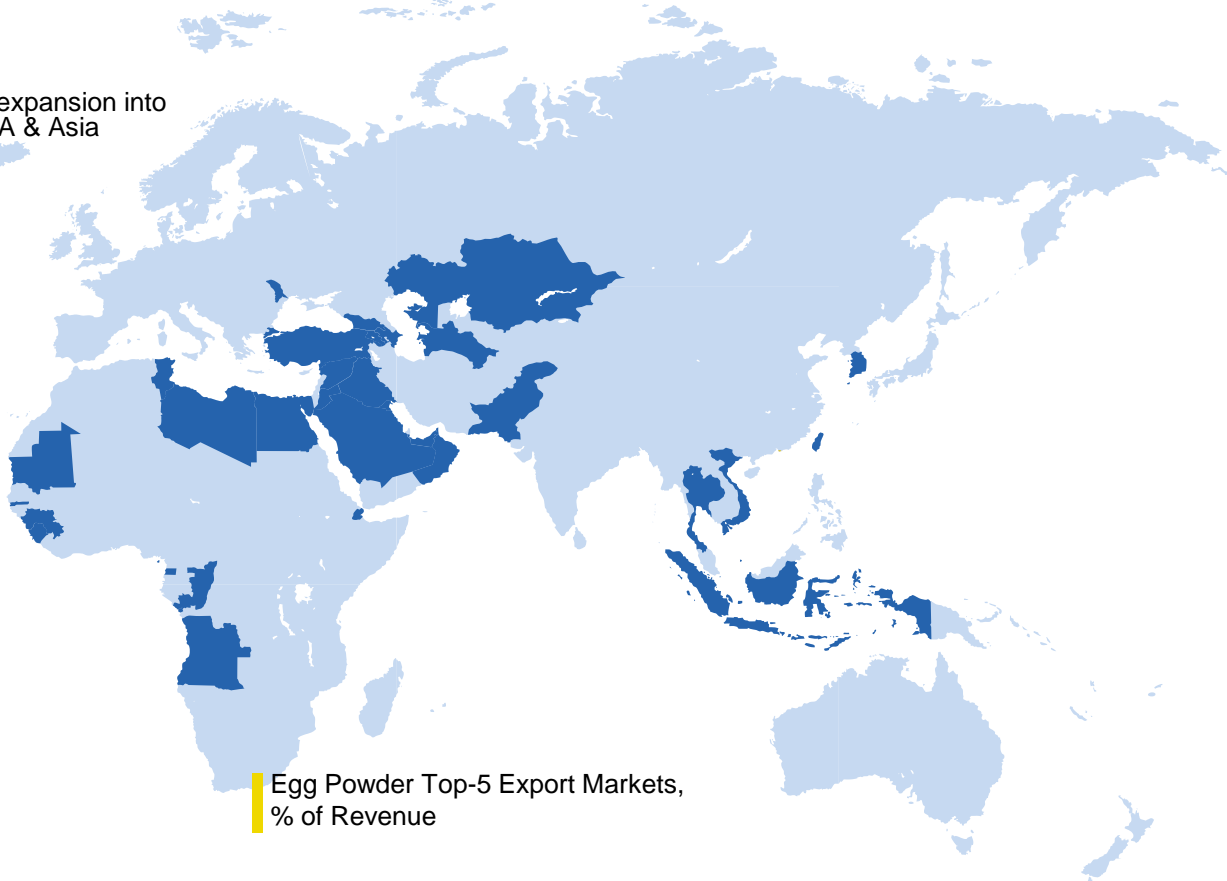 expansion into
A & Asia
Egg Powder Top-5 Export Markets,
% of Revenue